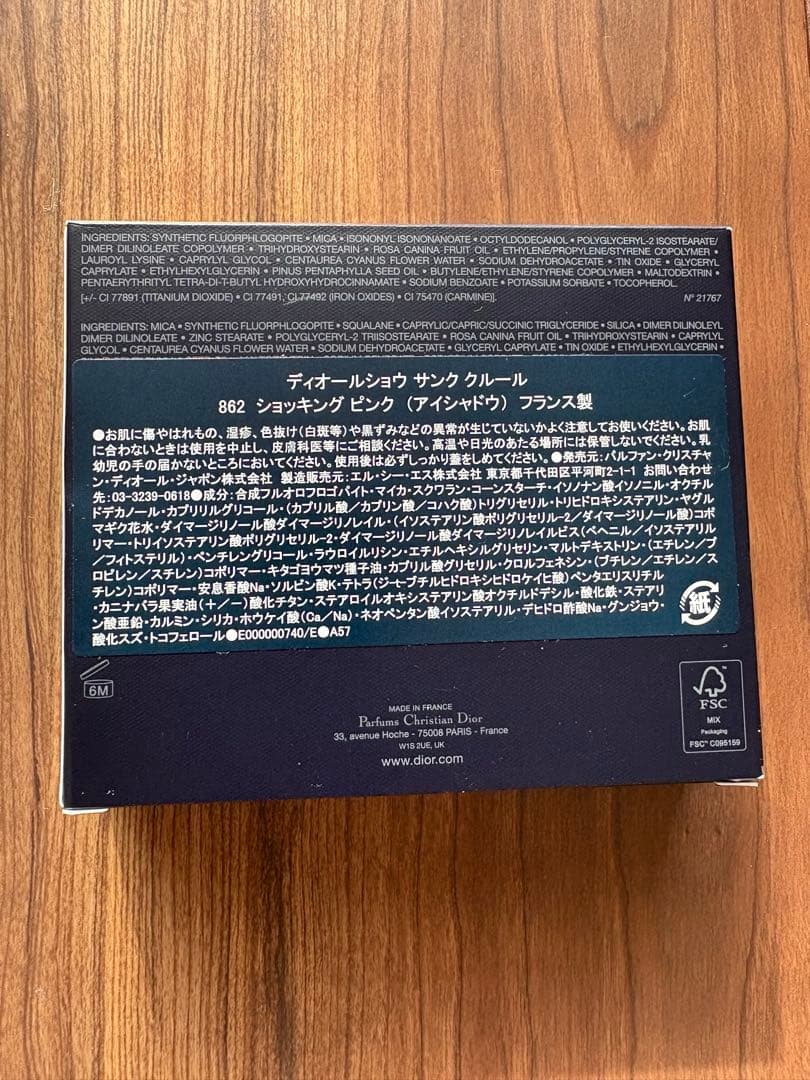 INGREDIENTS: SYNTHETIC FLUORPHLOGOPITE • MICA • ISONONYL ISONONANOATE • OCTYLDODECANOL • POLYGLYCERYL-2 ISOSTEARATE/
DIMER DILINOLEATE COPOLYMER • TRIHYDROXYSTEARIN • ROSA CANINA FRUIT OIL • ETHYLENE/PROPYLENE/STYRENE COPOLYMER •
LAUROYL LYSINE • CAPRYLYL GLYCOL • CENTAUREA CYANUS FLOWER WATER • SODIUM DEHYDROACETATE • TIN OXIDE • GLYCERYL
CAPRYLATE • ETHYLHEXYLGLYCERIN • PINUS PENTAPHYLLA SEED OIL • BUTYLENE/ETHYLENE/STYRENE COPOLYMER • MALTODEXTRIN •
PENTAERYTHRITYL TETRA-DI-T-BUTYL HYDROXYHYDROCINNAMATE • SODIUM BENZOATE • POTASSIUM SORBATE • TOCOPHEROL.
[+/- CI 77891 (TITANIUM DIOXIDE) • CI 77491, CI 77492 (IRON OXIDES) • CI 75470 (CARMINE)]. N° 21767
INGREDIENTS: MICA • SYNTHETIC FLUORPHLOGOPITE • SQUALANE • CAPRYLIC/CAPRIC/SUCCINIC TRIGLYCERIDE • SILICA • DIMER DILINOLEYL
DIMER DILINOLEATE • ZINC STEARATE • POLYGLYCERYL-2 TRIISOSTEARATE • ROSA CANINA FRUIT OIL • TRIHYDROXYSTEARIN • CAPRYLYL
GLYCOL • CENTAUREA CYANUS FLOWER WATER • SODIUM DEHYDROACETATE • GLYCERYL CAPRYLATE • TIN OXIDE • ETHYLHEXYLGLYCERIN
ディオールショウ サンク クルール
862 ショッキング ピンク（アイシャドウ）フランス製
●お肌に傷やはれもの、湿疹、色抜け(白斑等)や黒ずみなどの異常が生じていないかよく注意してお使いください。お肌
に合わないときは使用を中止し、皮膚科医等にご相談ください。高温や日光のあたる場所には保管しないでください。乳
幼児の手の届かないところにおいてください。使用後は必ずしっかり蓋をしめてください。●発売元:パルファン・クリスチャ
ン・ディオール・ジャポン株式会社 製造販売元:エル・シー・エス株式会社 東京都千代田区平河町2-1-1 お問い合わせ
先:03-3239-0618●成分:合成フルオロフロゴパイト・マイカ・スクワラン・コーンスターチ・イソノナン酸イソノニル・オクチル
ドデカノール・カプリリルグリコール・(カプリル酸/カプリン酸/コハク酸)トリグリセリル・トリヒドロキシステアリン・ヤグル
マギク花水・ダイマージリノール酸ダイマージリノレイル・(イソステアリン酸ポリグリセリル-2/ダイマージリノール酸)コポ
リマー・トリイソステアリン酸ポリグリセリル-2・ダイマージリノール酸ダイマージリノレイルビス(ベヘニル/イソステアリル
/フィトステリル)・ペンチレングリコール・ラウロイルリシン・エチルヘキシルグリセリン・マルトデキストリン・(エチレン/プ
ロピレン/スチレン)コポリマー・キタゴヨウマツ種子油・カプリル酸グリセリル・クロルフェネシン・(ブチレン/エチレン/ス
チレン)コポリマー・安息香酸Na・ソルビン酸K・テトラ(ジ-t-ブチルヒドロキシヒドロケイヒ酸)ペンタエリスリチル
・カニナバラ果実油(+/-)酸化チタン・ステアロイルオキシステアリン酸オクチルドデシル・酸化鉄・ステアリ
ン酸亜鉛・カルミン・シリカ・ホウケイ酸(Ca/Na)・ネオペンタン酸イソステアリル・デヒドロ酢酸Na・グンジョウ・
酸化スズ・トコフェロール●E00000740/E●A57
紙
6M
MADE IN FRANCE
Parfums Christian Dior
33, avenue Hoche - 75008 PARIS - France
W1S 2UE, UK
www.dior.com
FSC
MIX
Packaging
FSC™ C095159